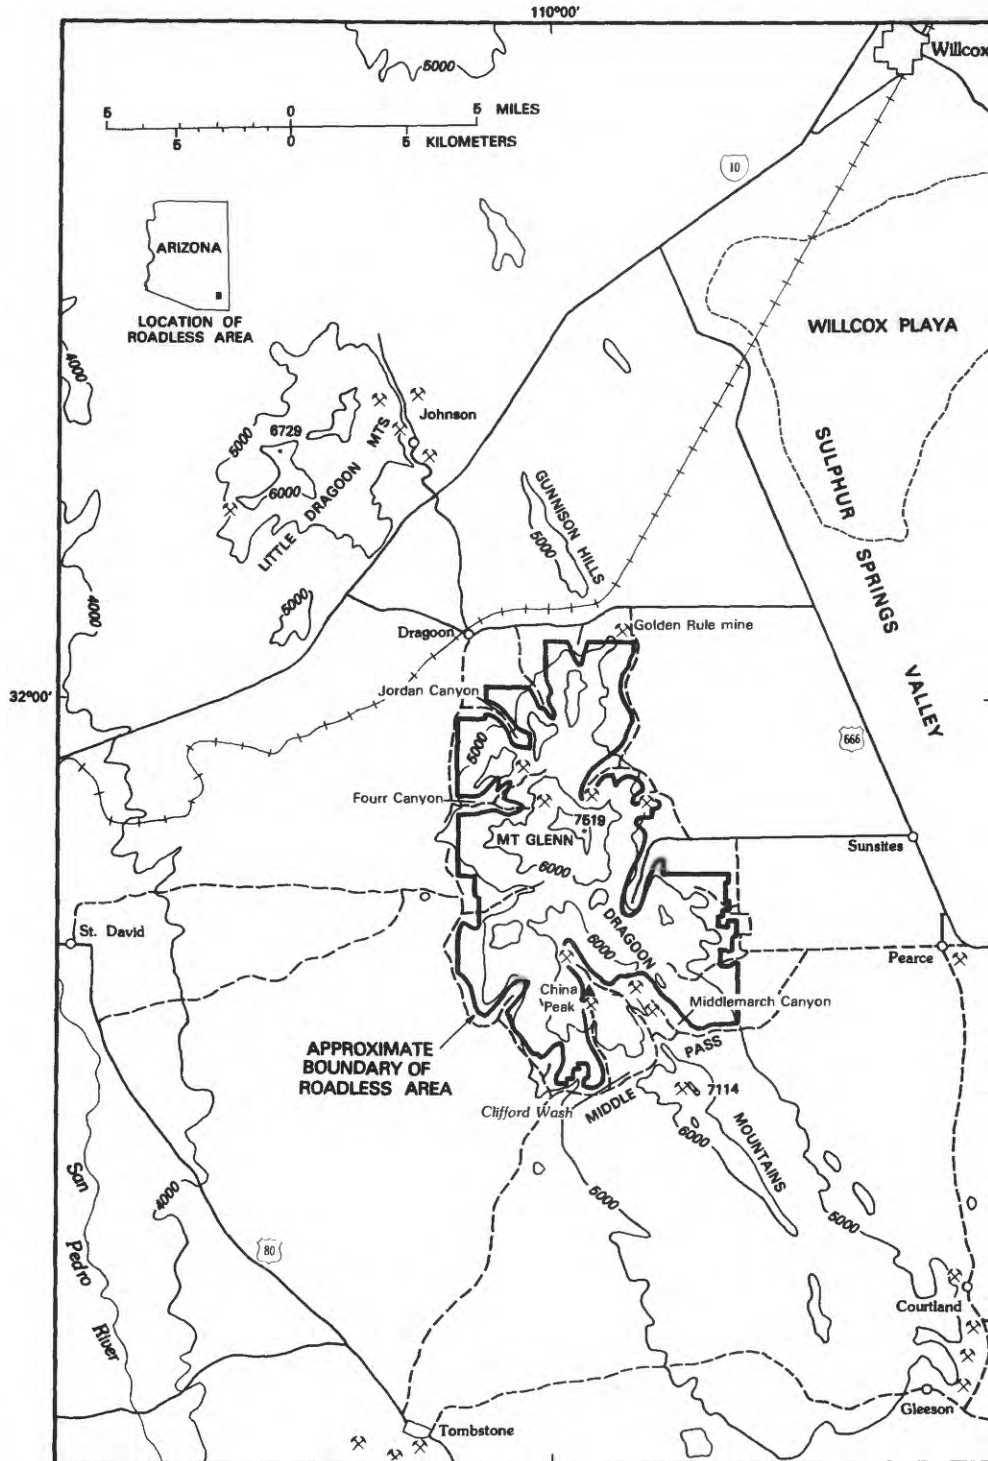 110°00'
Willcox
5000
5 0 5 MILES
5 0 5 KILOMETERS
10
ARIZONA
LOCATION OF
ROADLESS AREA
WILLCOX PLAYA
4000
Johnson
5000
6729
6000
LITTLE DRAGOON MTS
GUNNISON HILLS
5000
SULPHUR SPRINGS VALLEY
4000
5000
Dragoon
Golden Rule mine
32°00'
Jordan Canyon
5000
666
Fourr Canyon
7519
MT GLENN
6000
Sunsites
St. David
DRAGOON
6000
Pearce
China
Peak
Middlemarch Canyon
APPROXIMATE
BOUNDARY OF
ROADLESS AREA
MIDDLE PASS
7114
Clifford Wash
6000
MOUNTAINS
San Pedro River
4000
5000
5000
80
Courtland
Gleeson
Tombstone